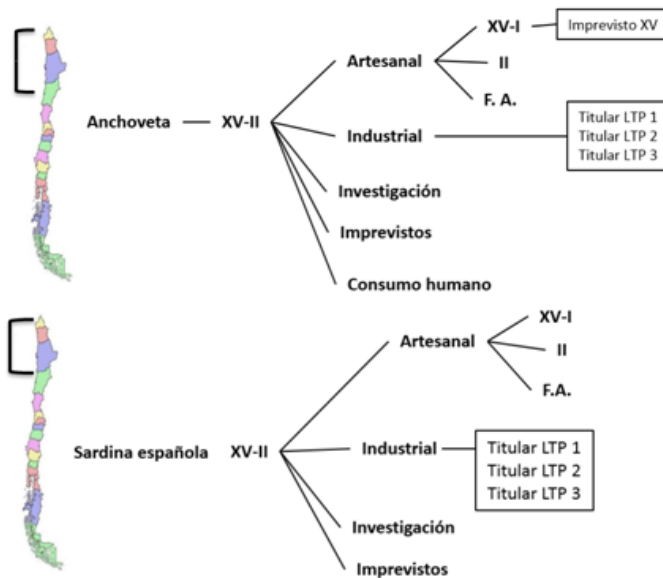 XV-I
Imprevisto XV
Artesanal
II
F. A.
Anchoveta
XV-II
Industrial
Titular LTP 1
Titular LTP 2
Titular LTP 3
Investigación
Imprevistos
Consumo humano
XV-I
Artesanal
II
F.A.
Sardina española
XV-II
Industrial
Titular LTP 1
Titular LTP 2
Titular LTP 3
Investigación
Imprevistos